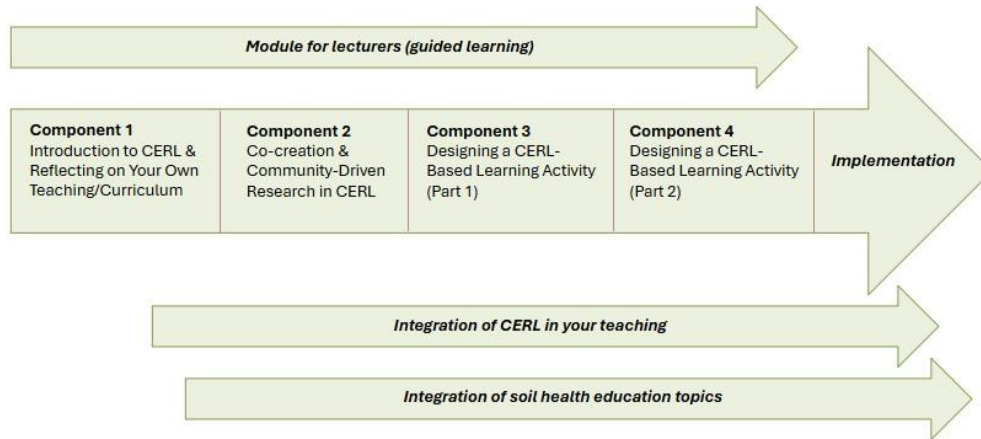 Module for lecturers (guided learning)
Component 1
Introduction to CERL &
Reflecting on Your Own
Teaching/Curriculum
Component 2
Co-creation &
Community-Driven
Research in CERL
Component 3
Designing a CERL-
Based Learning Activity
(Part 1)
Component 4
Designing a CERL-
Based Learning Activity
(Part 2)
Implementation
Integration of CERL in your teaching
Integration of soil health education topics